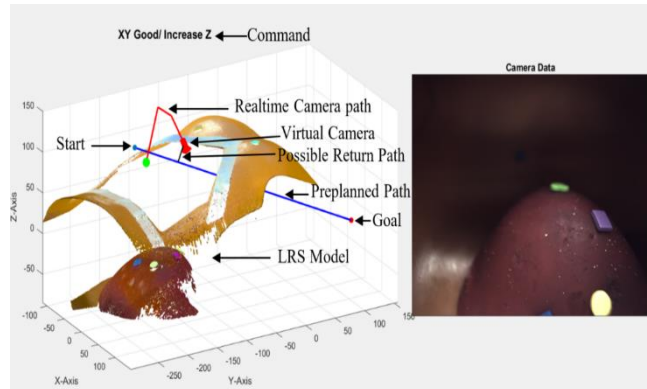 XY Good/ Increase Z
Command
Camera Data
Realtime Camera path
Virtual Camera
Start
Possible Return Path
Preplanned Path
Goal
LRS Model
Z-Axis
150
100
50
0
-50
-100
-100
-50
0
50
100
X-Axis
-250
-200
-150
-100
-50
0
50
100
150
Y-Axis